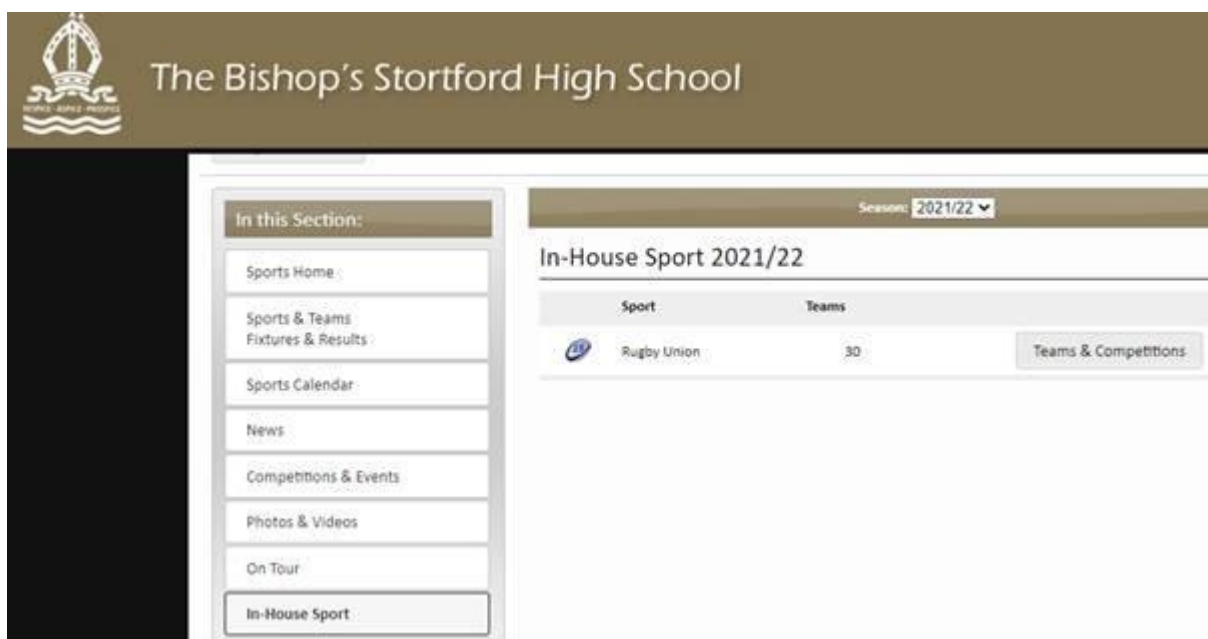 The Bishop's Stortford High School
In this Section:
Sports Home
Sports & Teams
Fixtures & Results
Sports Calendar
News
Competitions & Events
Photos & Videos
On Tour
In-House Sport
Season: 2021/22
In-House Sport 2021/22
Sport Teams
Rugby Union 30 Teams & Competitions